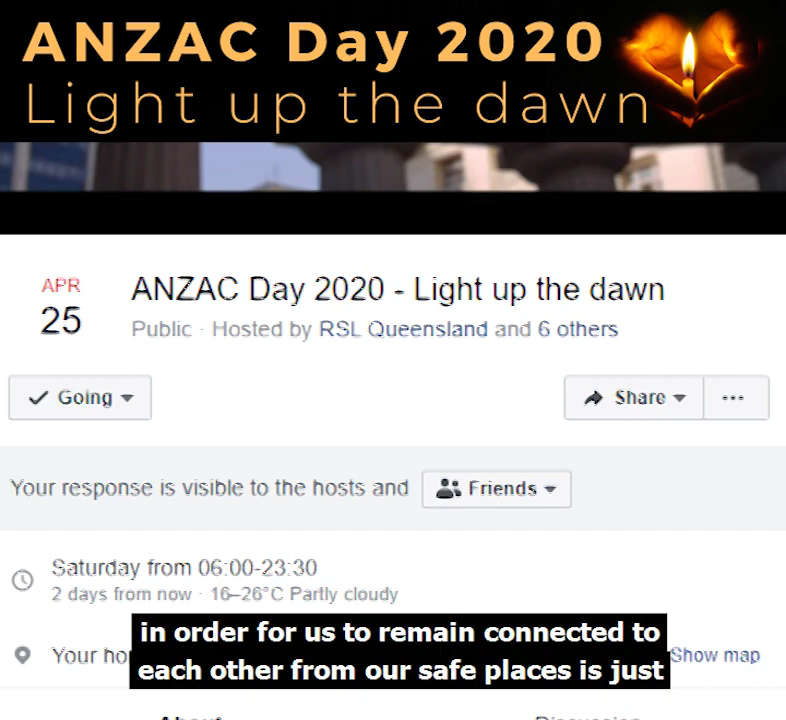 ANZAC Day 2020
Light up the dawn
APR
25
ANZAC Day 2020 - Light up the dawn
Public · Hosted by RSL Queensland and 6 others
Going
Share
...
Your response is visible to the hosts and
Friends
Saturday from 06:00-23:30
2 days from now · 16–26°C Partly cloudy
Your
Show map
in order for us to remain connected to
each other from our safe places is just